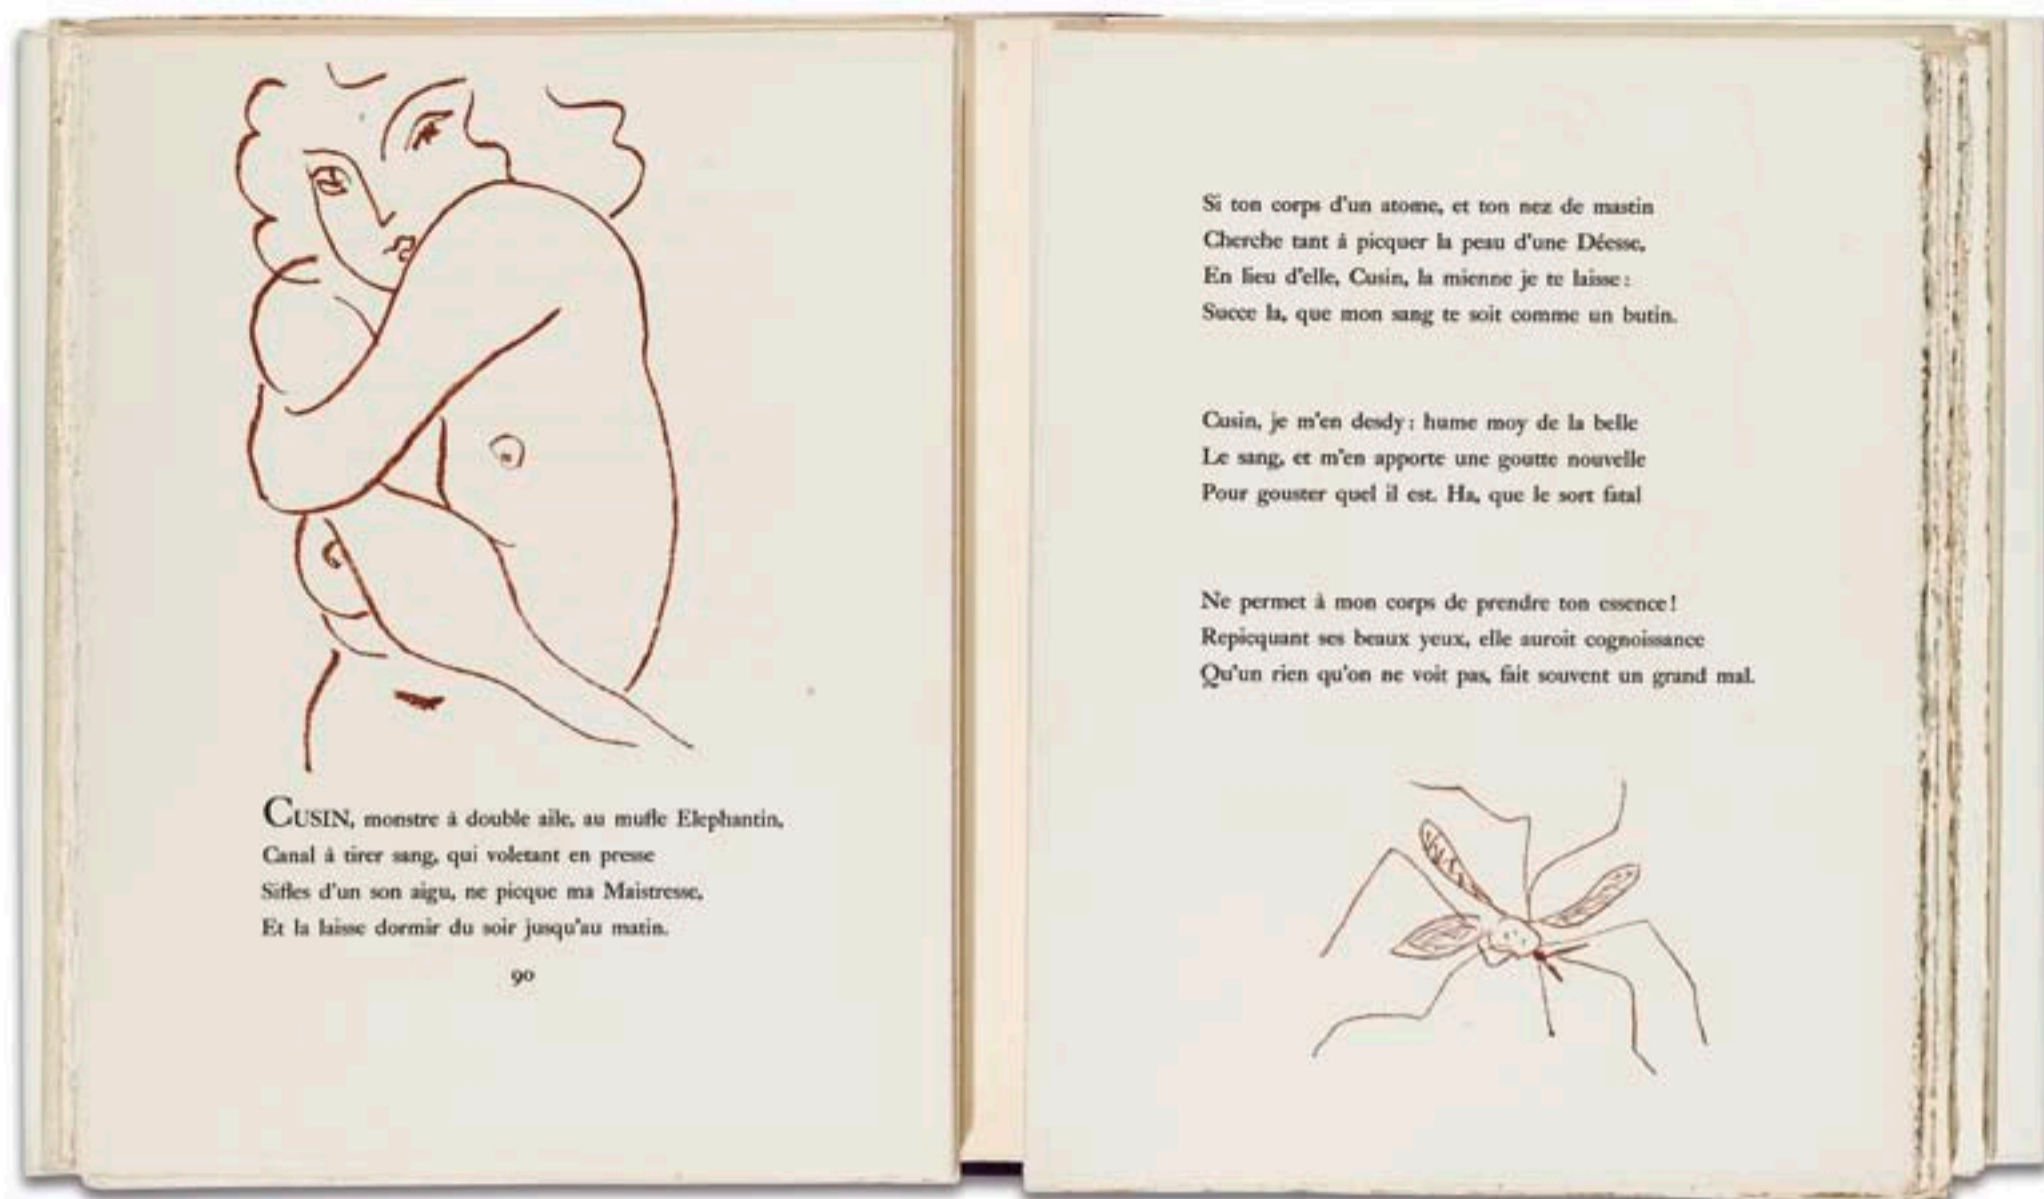 CUSIN, monstre à double aile, au mufle Elephantin,
Canal à tirer sang, qui voletant en presse
Sifles d'un son aigu, ne picque ma Maistresse,
Et la laisse dormir du soir jusqu'au matin.
90
Si ton corps d'un atome, et ton nez de mastin
Cherche tant à picquer la peau d'une Déesse,
En lieu d'elle, Cusin, la mienne je te laisse :
Succe la, que mon sang te soit comme un butin.
Cusin, je m'en desdy : hume moy de la belle
Le sang, et m'en apporte une goutte nouvelle
Pour gouster quel il est. Ha, que le sort fatal
Ne permet à mon corps de prendre ton essence !
Repicquant ses beaux yeux, elle auroit cognoissance
Qu'un rien qu'on ne voit pas, fait souvent un grand mal.